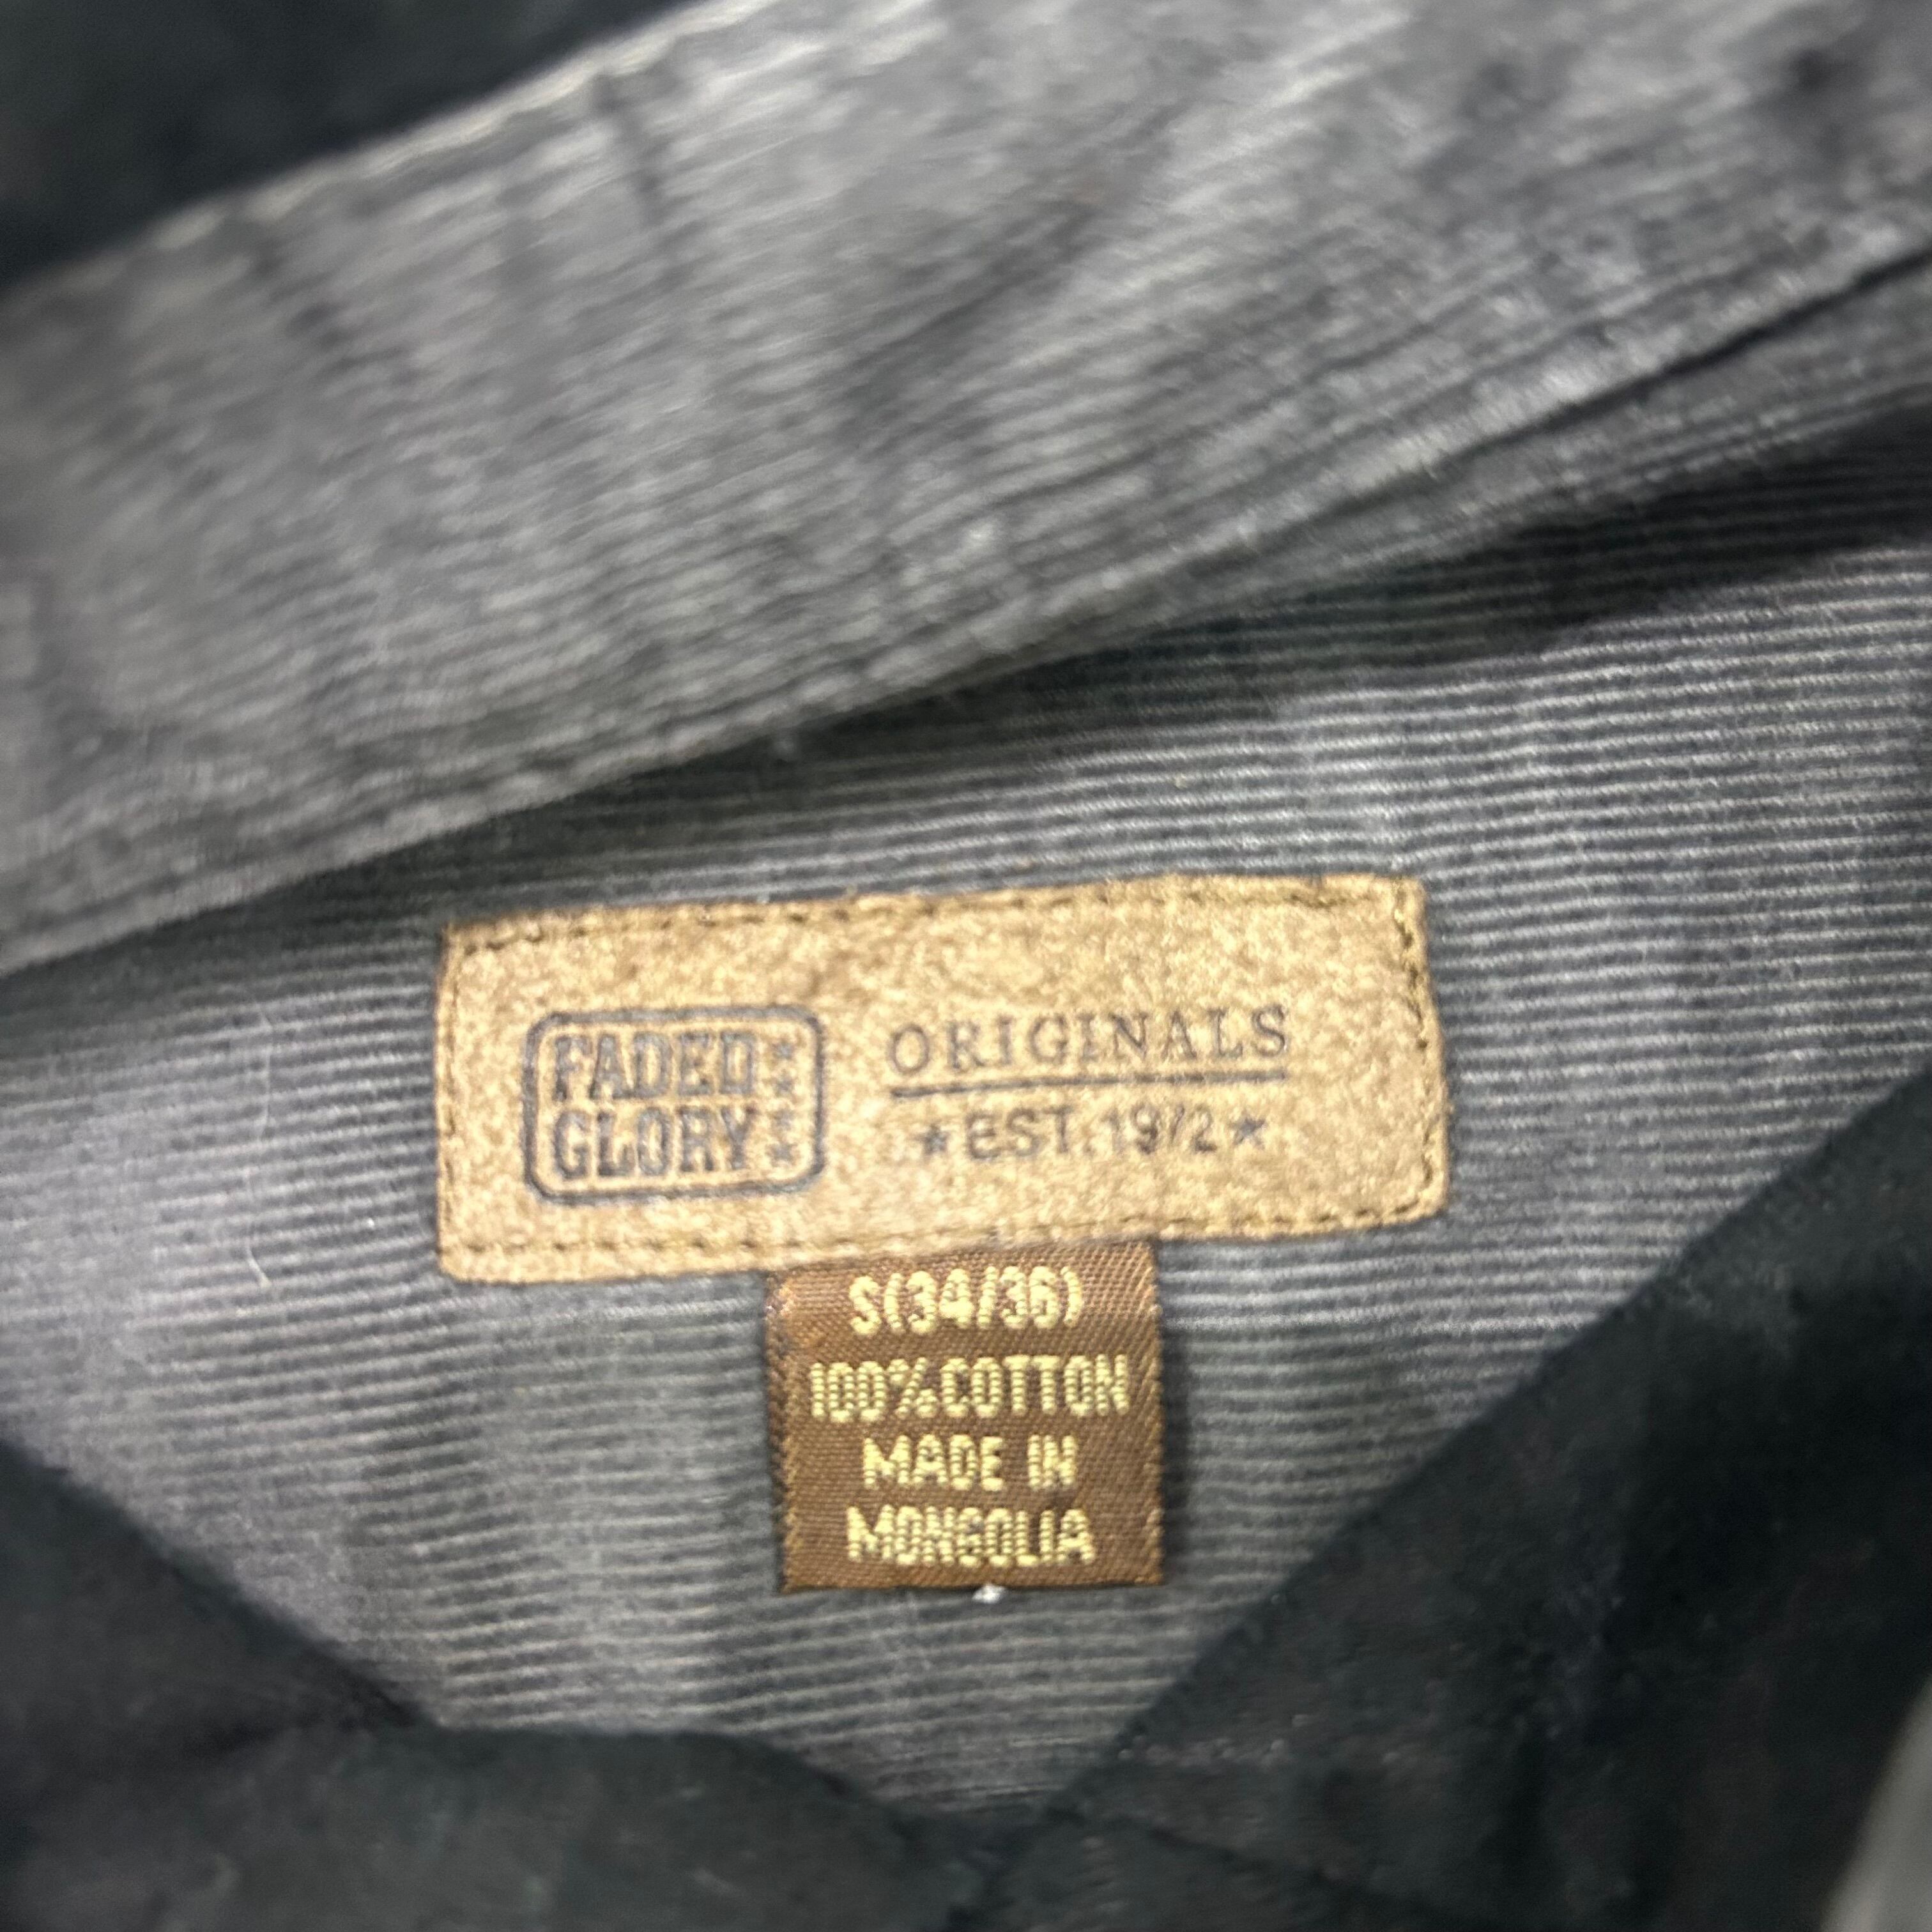 FADED
GLORY
ORIGINALS
★EST.1972★
S(34/36)
100%COTTON
MADE IN
MONGOLIA